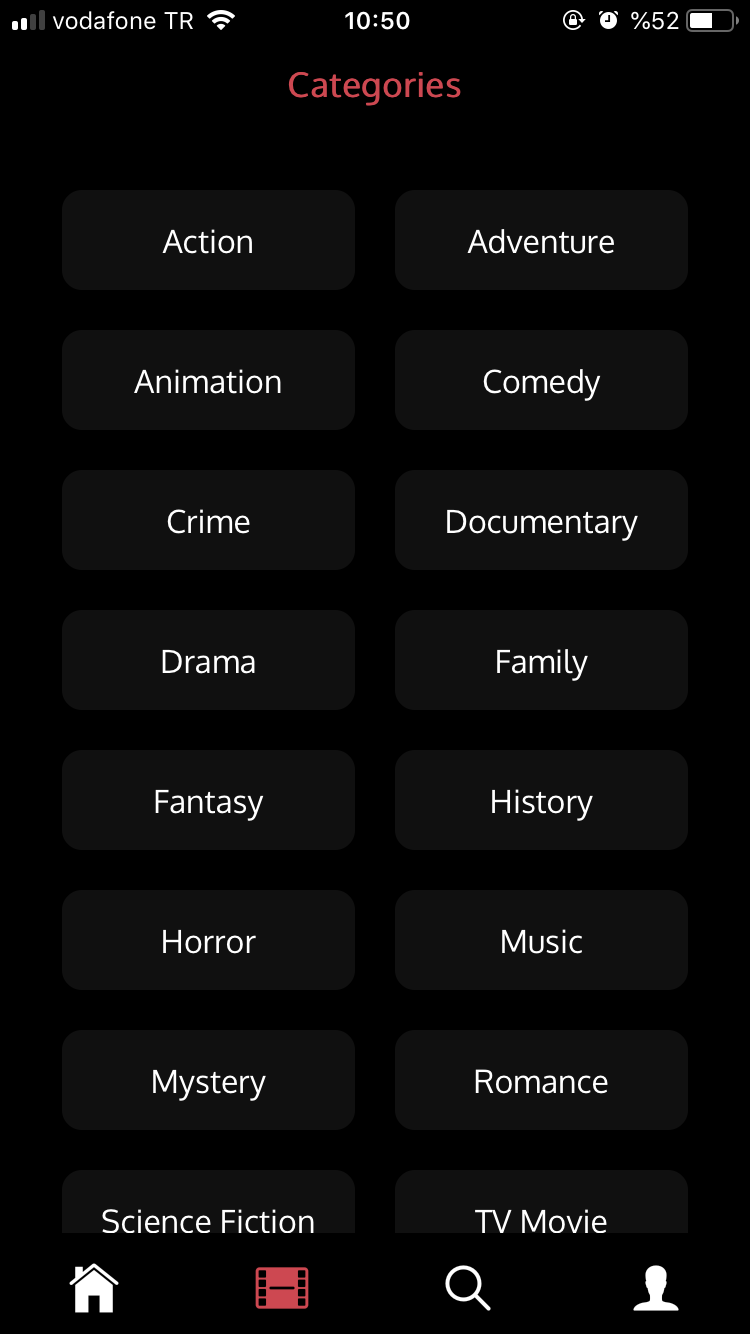 vodafone TR 10:50 %52
Categories
Action Adventure
Animation Comedy
Crime Documentary
Drama Family
Fantasy History
Horror Music
Mystery Romance
Science Fiction TV Movie